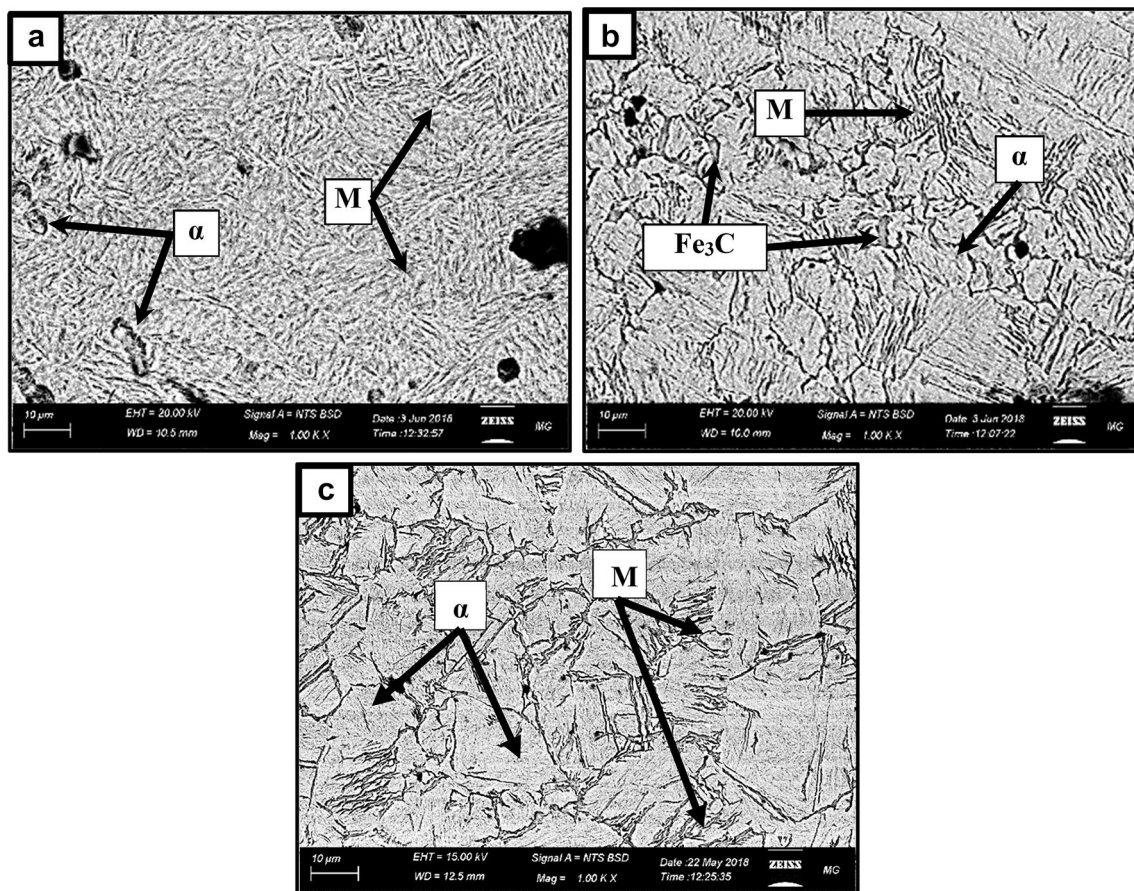 a
M
α
10 µm
EHT = 20.00 kV
Signal A = NTS BSD
Date :3 Jun 2018
ZEISS
MG
WD = 10.5 mm
Mag = 1.00 K X
Time :12:32:57
b
M
α
Fe₃C
10 µm
EHT = 20.00 kV
Signal A = NTS BSD
Date :3 Jun 2018
ZEISS
MG
WD = 10.0 mm
Mag = 1.00 K X
Time :12:07:22
c
M
α
10 µm
EHT = 15.00 kV
Signal A = NTS BSD
Date :22 May 2018
ZEISS
MG
WD = 12.5 mm
Mag = 1.00 K X
Time :12:25:35